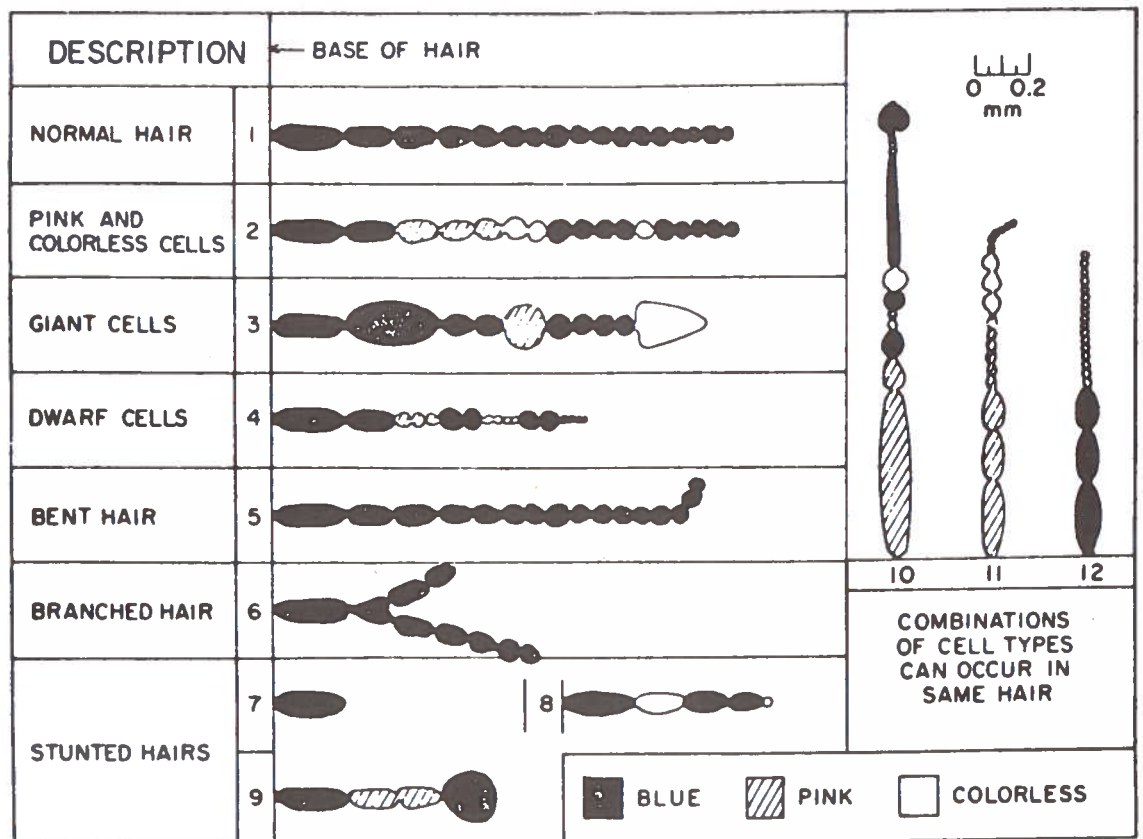 DESCRIPTION
BASE OF HAIR
NORMAL HAIR 1
PINK AND
COLORLESS CELLS 2
GIANT CELLS 3
DWARF CELLS 4
BENT HAIR 5
BRANCHED HAIR 6
STUNTED HAIRS
7
8
9
0 0.2
mm
10 11 12
COMBINATIONS
OF CELL TYPES
CAN OCCUR IN
SAME HAIR
BLUE PINK COLORLESS